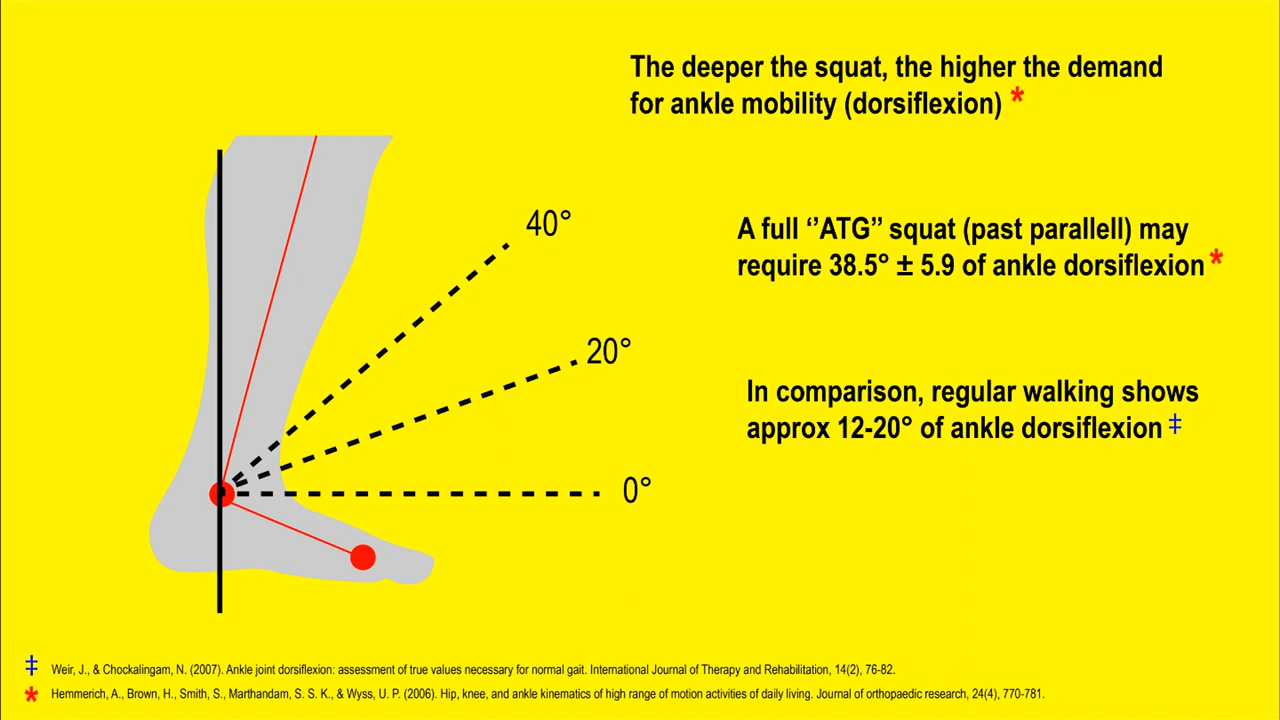 The deeper the squat, the higher the demand
for ankle mobility (dorsiflexion) *
40°
A full ‘’ATG’’ squat (past parallell) may
require 38.5° ± 5.9 of ankle dorsiflexion *
20°
In comparison, regular walking shows
approx 12-20° of ankle dorsiflexion ‡
0°
‡ Weir, J., & Chockalingam, N. (2007). Ankle joint dorsiflexion: assessment of true values necessary for normal gait. International Journal of Therapy and Rehabilitation, 14(2), 76-82.
* Hemmerich, A., Brown, H., Smith, S., Marthandam, S. S. K., & Wyss, U. P. (2006). Hip, knee, and ankle kinematics of high range of motion activities of daily living. Journal of orthopaedic research, 24(4), 770-781.